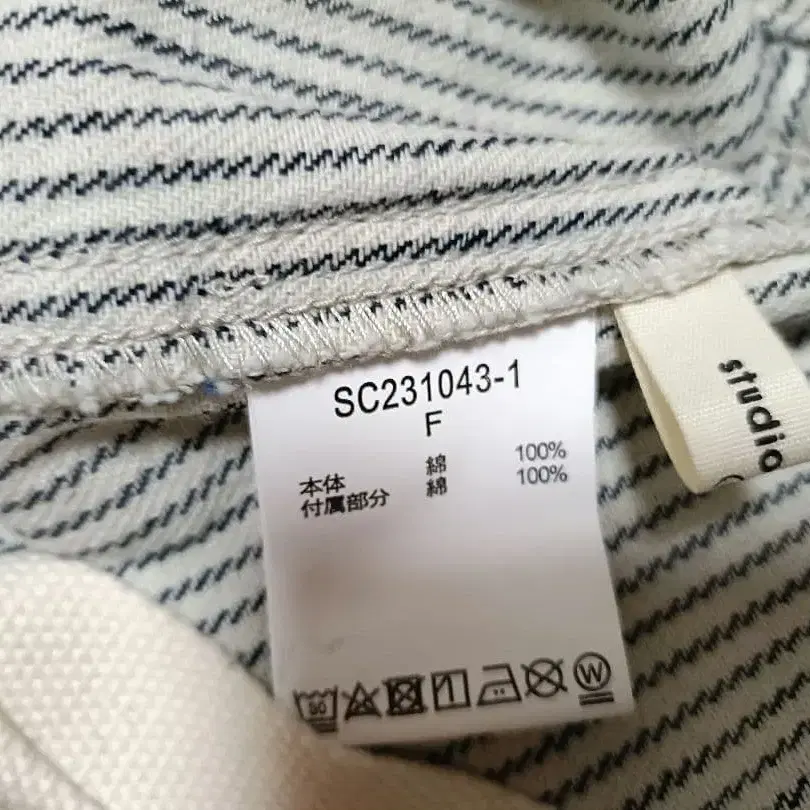 SC231043-1
F
本体 綿 100%
付属部分 綿 100%
W
studio